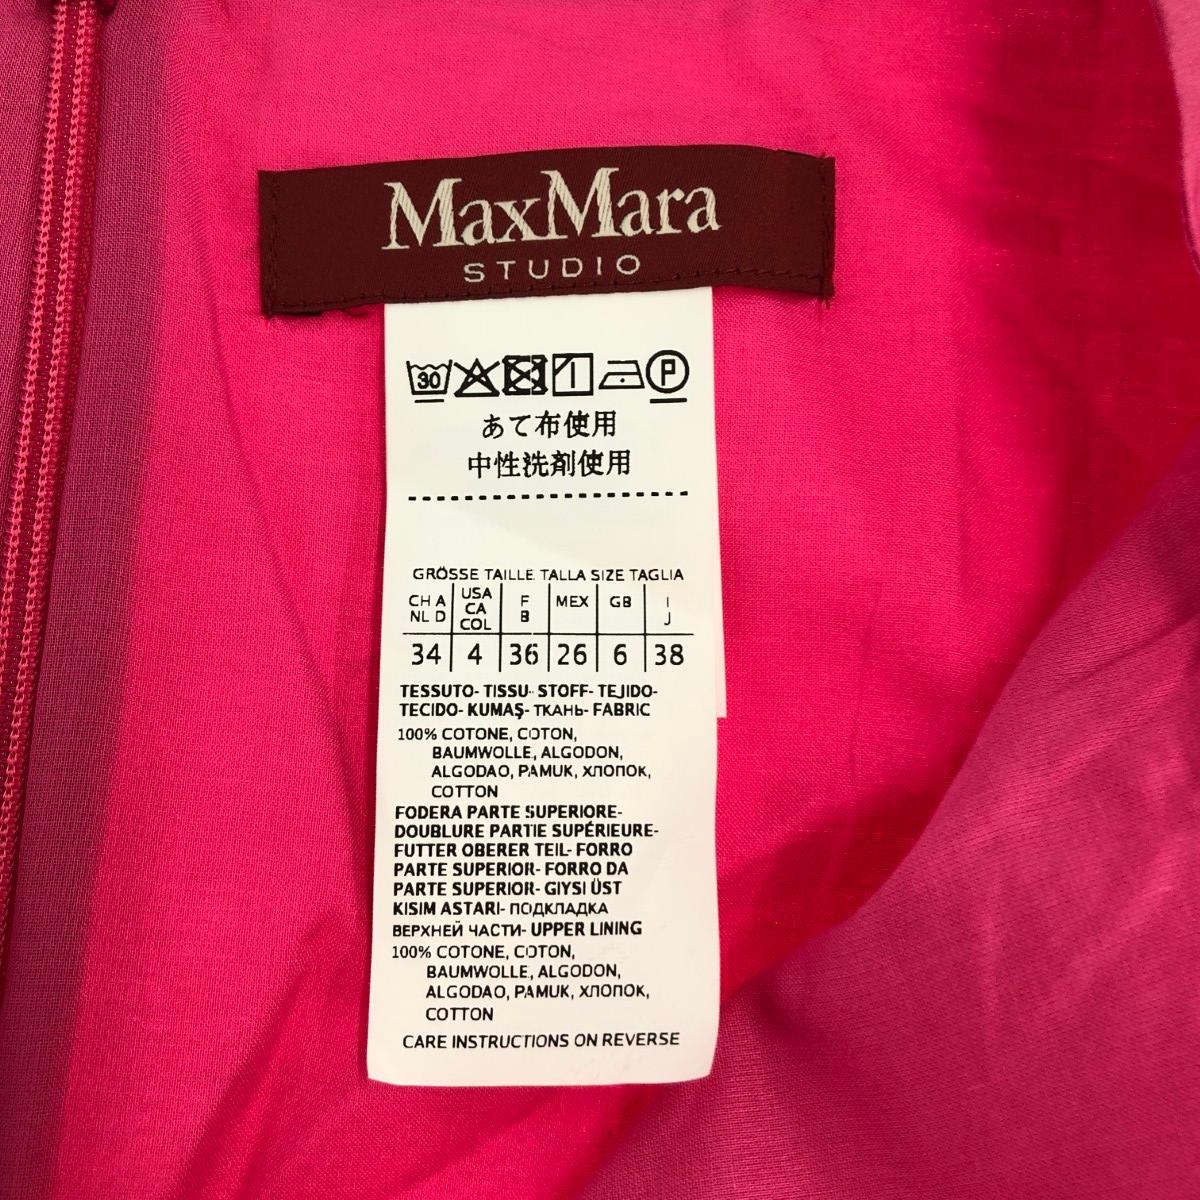 MaxMara
STUDIO
30 P
あて布使用
中性洗剤使用
GRÖSSE TAILLE TALLA SIZE TAGLIA
CH A NL D USA CA COL F B MEX GB I J
34 4 36 26 6 38
TESSUTO- TISSU- STOFF- TEJIDO-
TECIDO- KUMAŞ- ТКАНЬ- FABRIC
100% COTONE, COTON,
BAUMWOLLE, ALGODON,
ALGODAO, PAMUK, ХЛОПОК,
COTTON
FODERA PARTE SUPERIORE-
DOUBLURE PARTIE SUPÉRIEURE-
FUTTER OBERER TEIL- FORRO
PARTE SUPERIOR- FORRO DA
PARTE SUPERIOR- GIYSI ÜST
KISIM ASTARI- ПОДКЛАДКА
ВЕРХНЕЙ ЧАСТИ- UPPER LINING
100% COTONE, COTON,
BAUMWOLLE, ALGODON,
ALGODAO, PAMUK, ХЛОПОК,
COTTON
CARE INSTRUCTIONS ON REVERSE